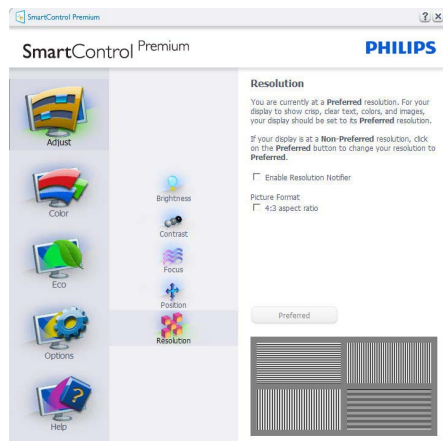 SmartControl Premium
SmartControl Premium
PHILIPS
Adjust
Color
Eco
Options
Help
Brightness
Contrast
Focus
Position
Resolution
Resolution
You are currently at a Preferred resolution. For your
display to show crisp, clear text, colors, and images,
your display should be set to its Preferred resolution.
If your display is at a Non-Preferred resolution, click
on the Preferred button to change your resolution to
Preferred.
Enable Resolution Notifier
Picture Format
4:3 aspect ratio
Preferred